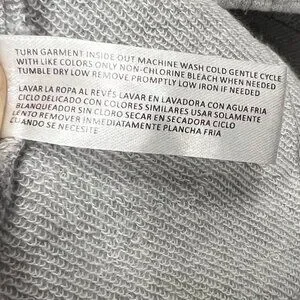 TURN GARMENT INSIDE OUT MACHINE WASH COLD GENTLE CYCLE
WITH LIKE COLORS ONLY NON-CHLORINE BLEACH WHEN NEEDED
TUMBLE DRY LOW REMOVE PROMPTLY LOW IRON IF NEEDED
LAVAR LA ROPA AL REVÉS LAVAR EN LAVADORA CON AGUA FRIA
CICLO DELICADO CON COLORES SIMILARES USAR SOLAMENTE
BLANQUEADOR SIN CLORO SECAR EN SECADORA CICLO
LENTO REMOVER INMEDIATAMENTE PLANCHA FRIA
CUANDO SE NECESITE